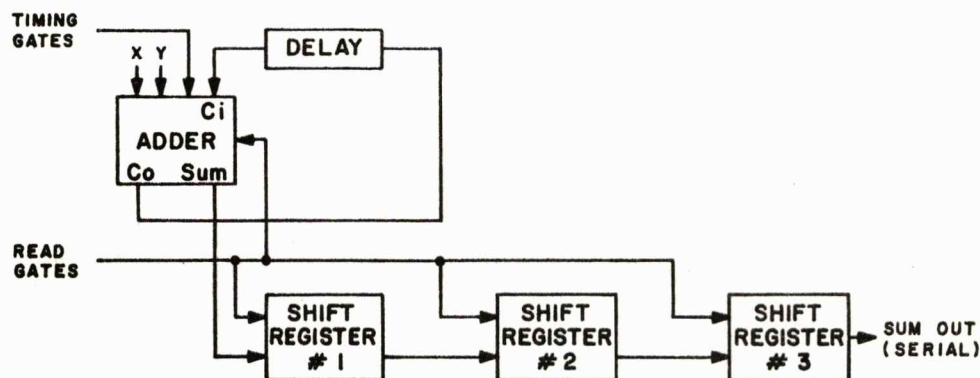 TIMING
GATES
X Y
DELAY
Ci
ADDER
Co Sum
READ
GATES
SHIFT
REGISTER
# 1
SHIFT
REGISTER
# 2
SHIFT
REGISTER
# 3
SUM OUT
(SERIAL)